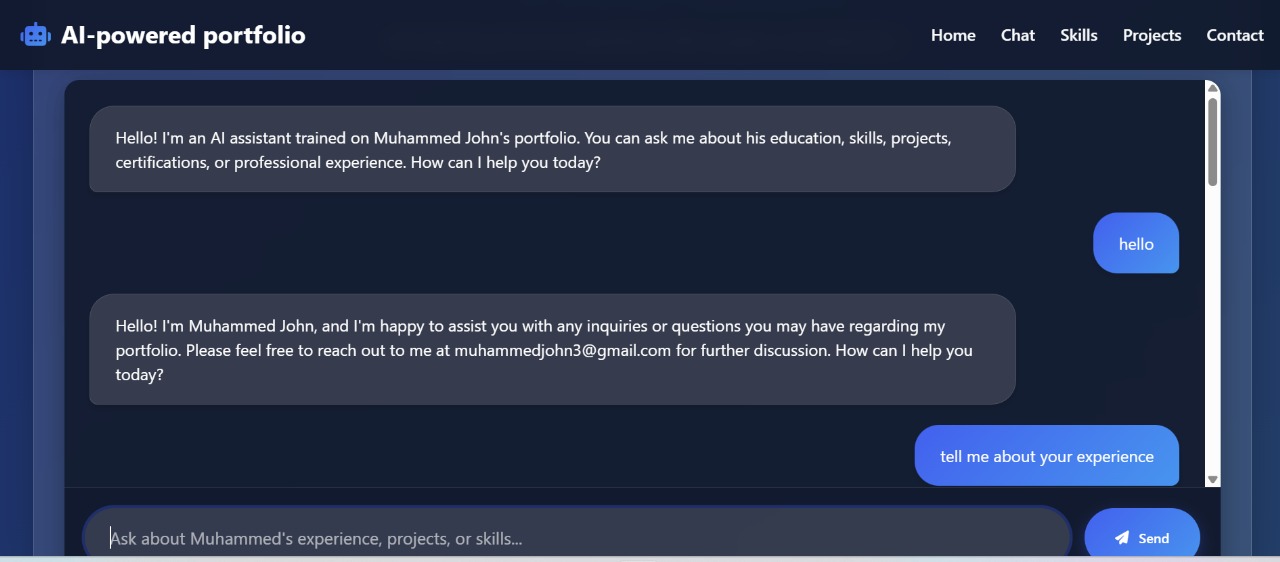 AI-powered portfolio
Home Chat Skills Projects Contact
Hello! I'm an AI assistant trained on Muhammed John's portfolio. You can ask me about his education, skills, projects,
certifications, or professional experience. How can I help you today?
hello
Hello! I'm Muhammed John, and I'm happy to assist you with any inquiries or questions you may have regarding my
portfolio. Please feel free to reach out to me at muhammedjohn3@gmail.com for further discussion. How can I help you
today?
tell me about your experience
Ask about Muhammed's experience, projects, or skills...
Send